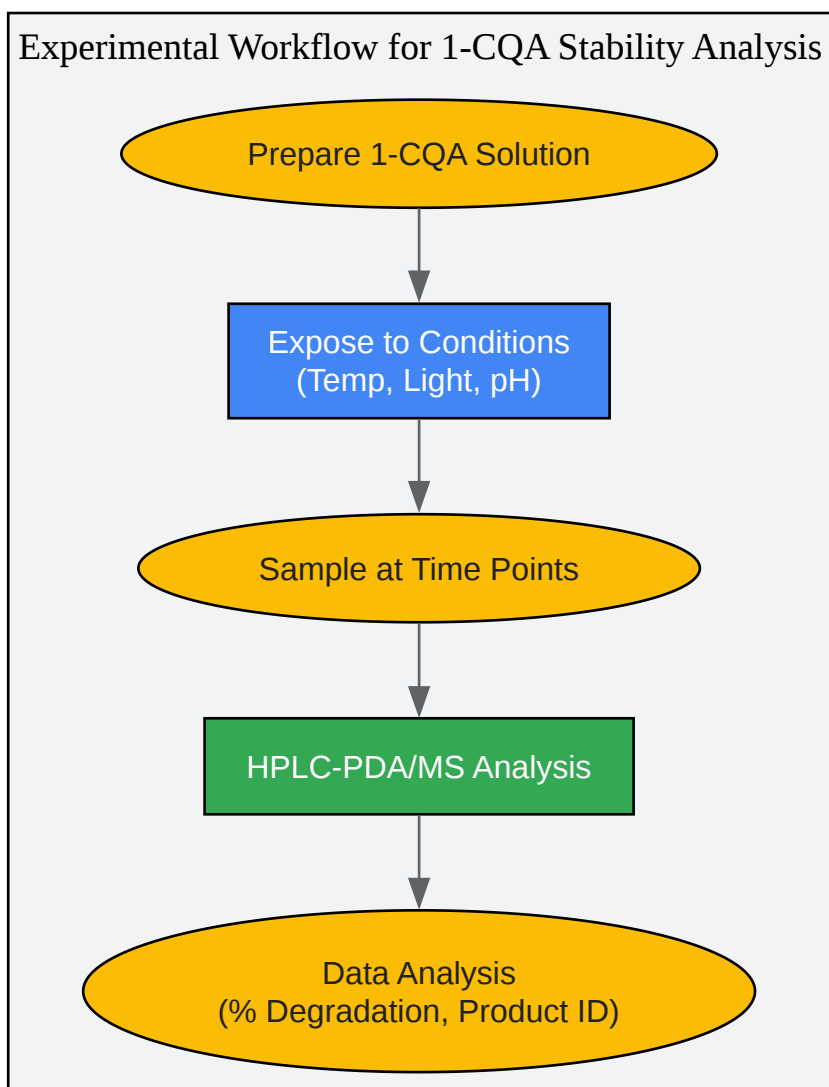 Experimental Workflow for 1-CQA Stability Analysis
Prepare 1-CQA Solution
Expose to Conditions
(Temp, Light, pH)
Sample at Time Points
HPLC-PDA/MS Analysis
Data Analysis
(% Degradation, Product ID)